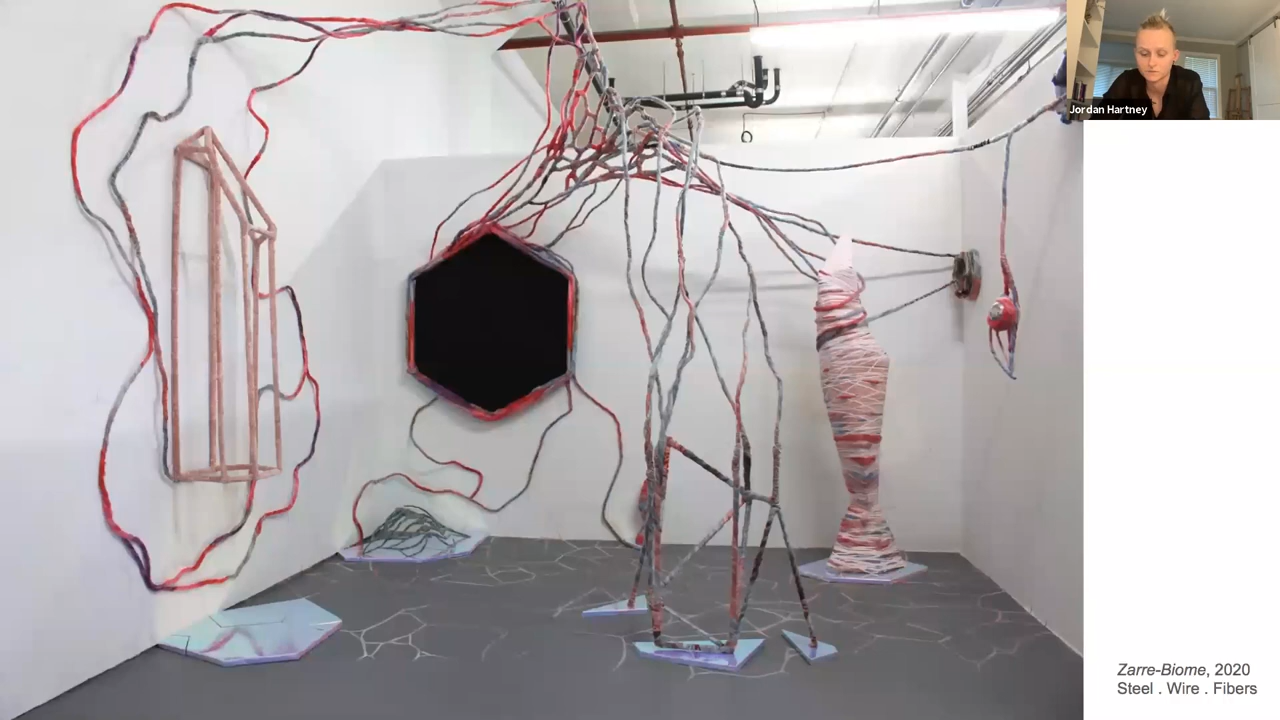 Jordan Hartney
Zarre-Biome, 2020
Steel . Wire . Fibers